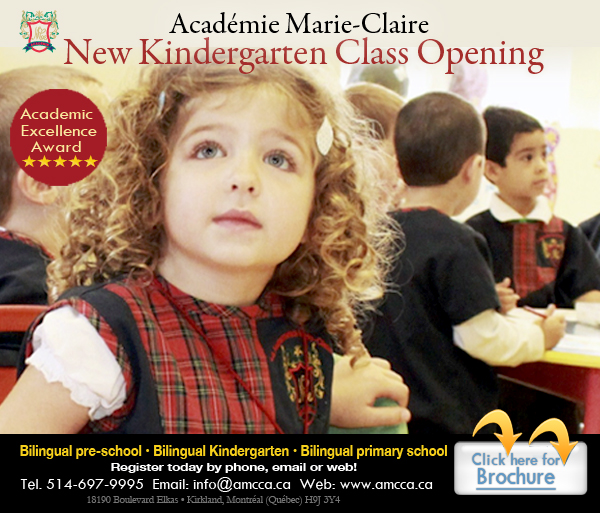 Académie Marie-Claire
New Kindergarten Class Opening
Academic
Excellence
Award
Bilingual pre-school • Bilingual Kindergarten • Bilingual primary school
Register today by phone, email or web!
Tel. 514-697-9995 Email: info@amcca.ca Web: www.amcca.ca
18190 Boulevard Elkas • Kirkland, Montréal (Québec) H9J 3Y4
Click here for
Brochure